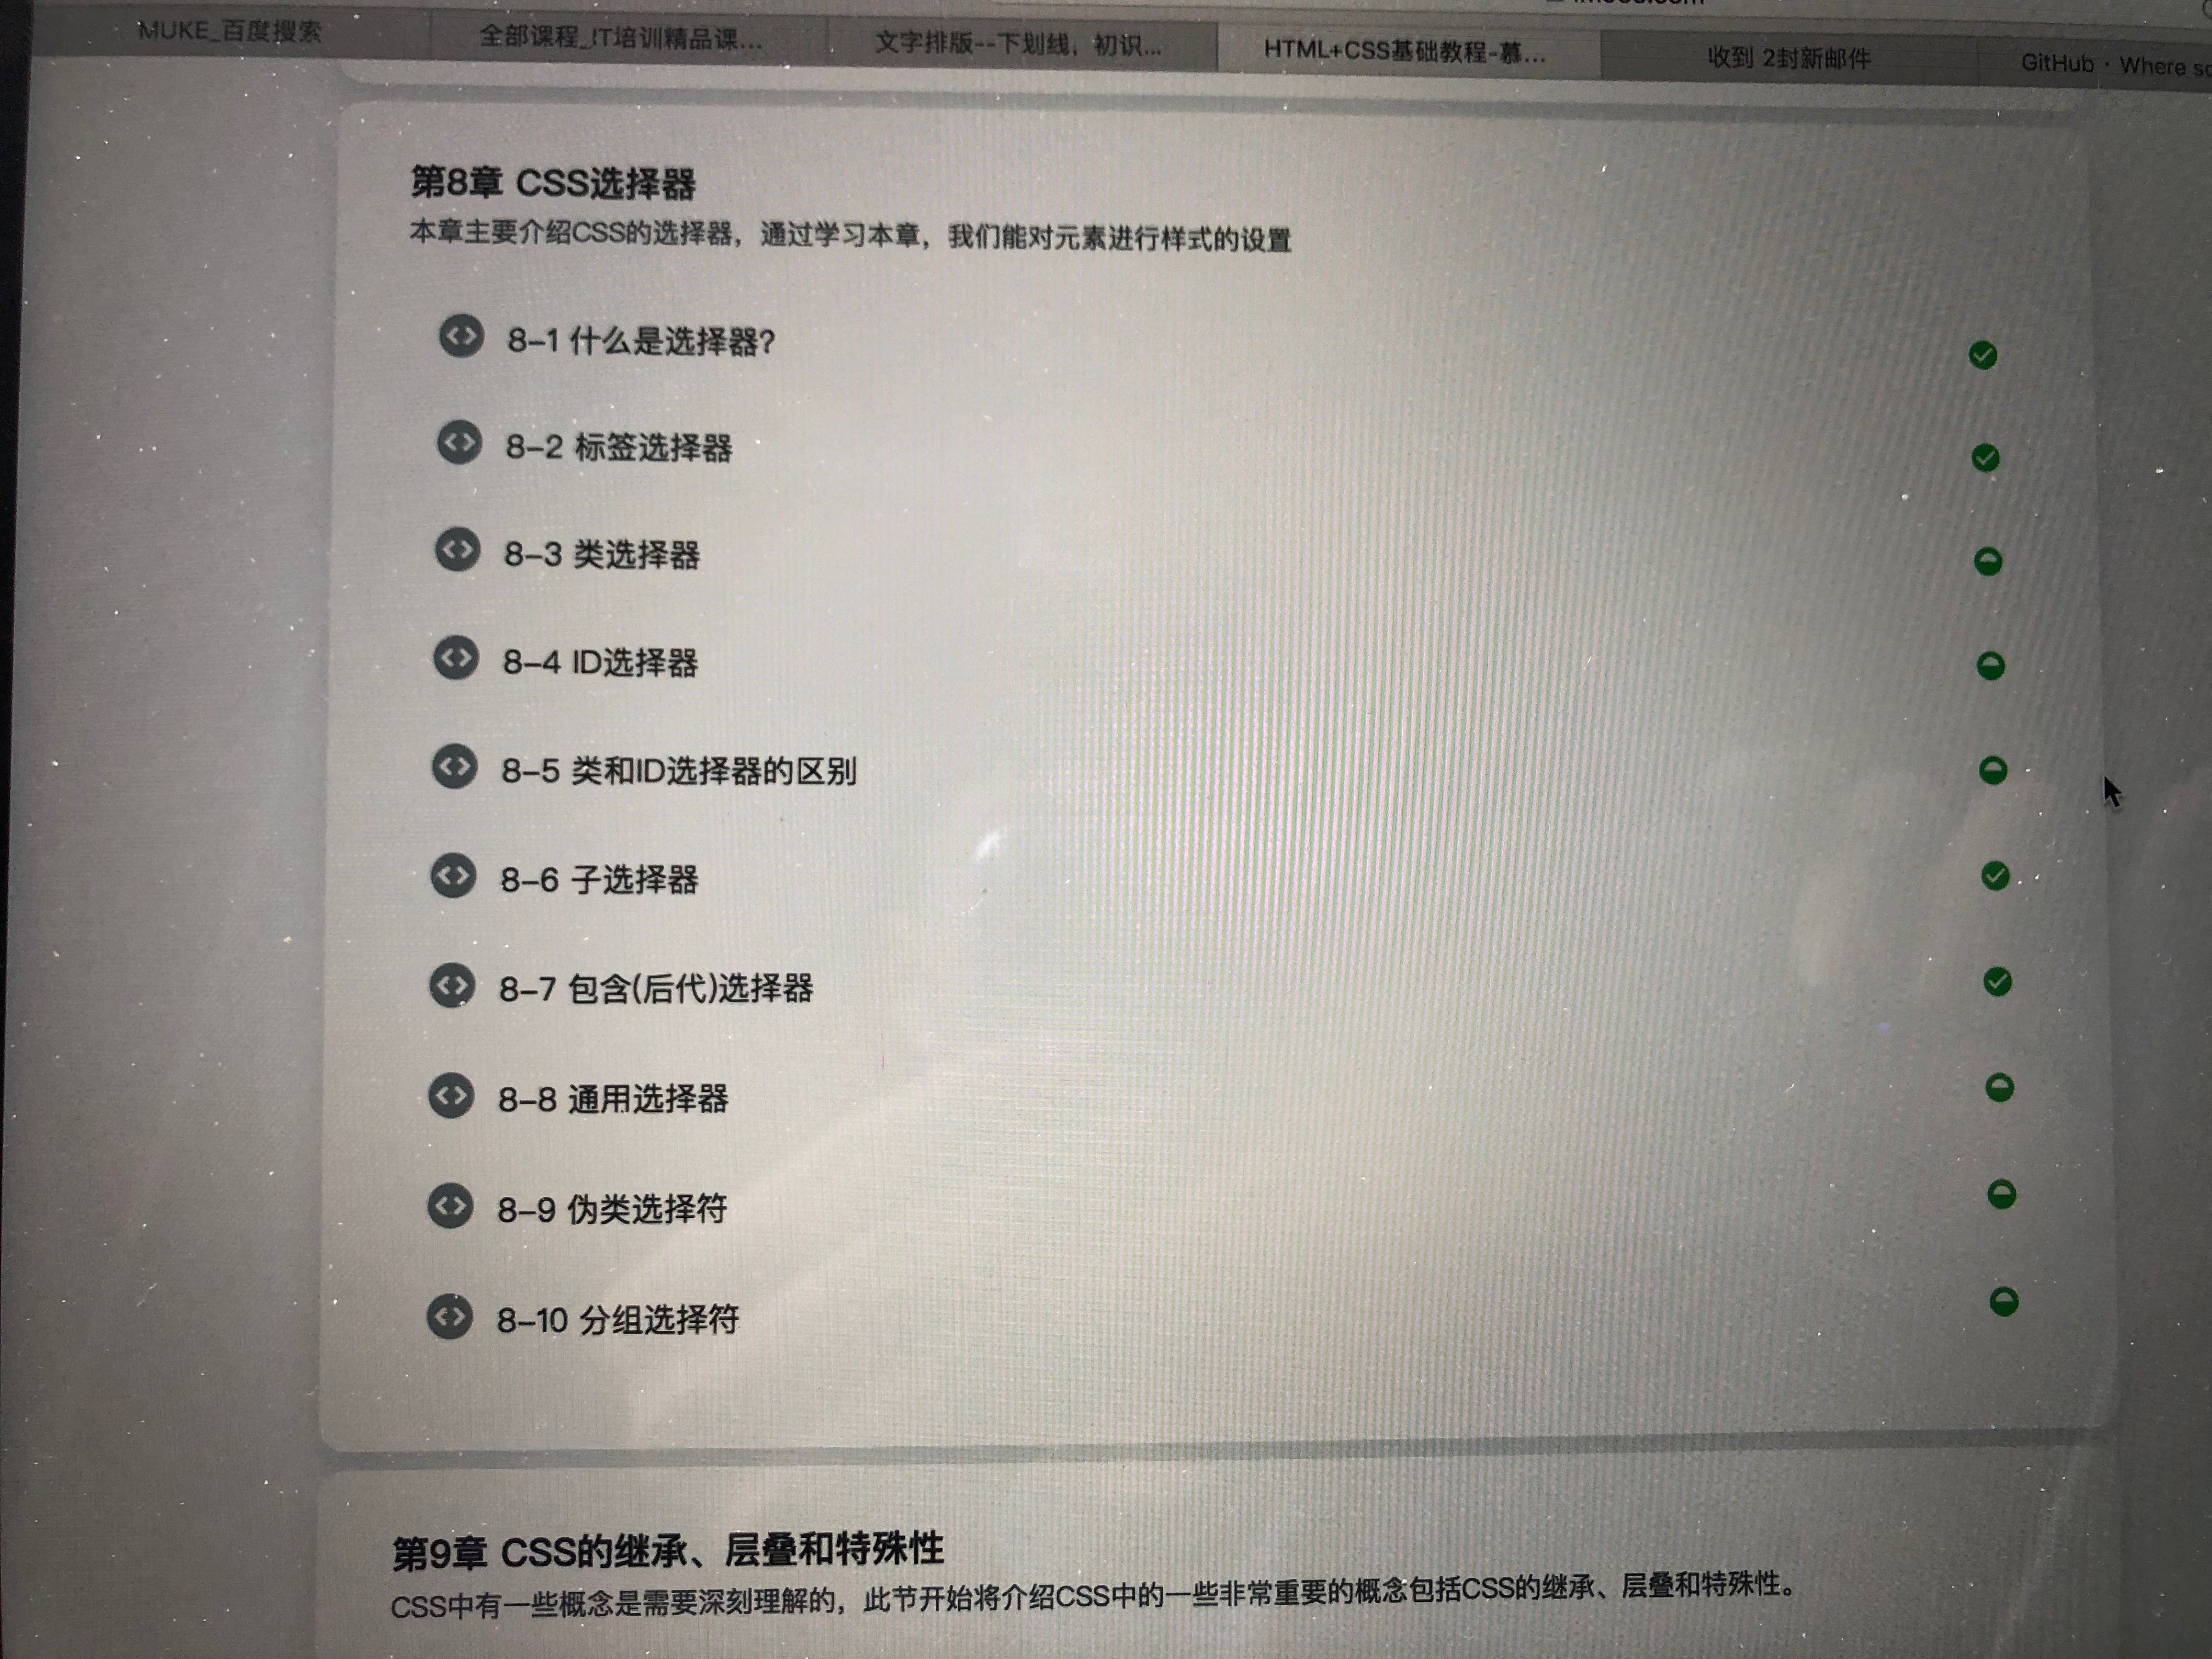 MUKE_百度搜索
全部课程_IT培训精品课...
文字排版--下划线，初识...
HTML+CSS基础教程-慕...
收到 2封新邮件
GitHub · Where
第8章 CSS选择器
本章主要介绍CSS的选择器，通过学习本章，我们能对元素进行样式的设置
8-1 什么是选择器?
8-2 标签选择器
8-3 类选择器
8-4 ID选择器
8-5 类和ID选择器的区别
8-6 子选择器
8-7 包含(后代)选择器
8-8 通用选择器
8-9 伪类选择符
8-10 分组选择符
第9章 CSS的继承、层叠和特殊性
CSS中有一些概念是需要深刻理解的，此节开始将介绍CSS中的一些非常重要的概念包括CSS的继承、层叠和特殊性。